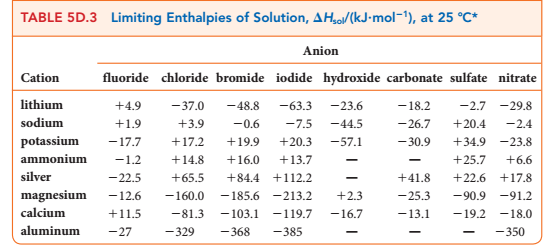 TABLE 5D.3 Limiting Enthalpies of Solution, ΔHsol/(kJ·mol⁻¹), at 25 °C*
Anion
Cation fluoride chloride bromide iodide hydroxide carbonate sulfate nitrate
lithium +4.9 −37.0 −48.8 −63.3 −23.6 −18.2 −2.7 −29.8
sodium +1.9 +3.9 −0.6 −7.5 −44.5 −26.7 +20.4 −2.4
potassium −17.7 +17.2 +19.9 +20.3 −57.1 −30.9 +34.9 −23.8
ammonium −1.2 +14.8 +16.0 +13.7 — — +25.7 +6.6
silver −22.5 +65.5 +84.4 +112.2 — +41.8 +22.6 +17.8
magnesium −12.6 −160.0 −185.6 −213.2 +2.3 −25.3 −90.9 −91.2
calcium +11.5 −81.3 −103.1 −119.7 −16.7 −13.1 −19.2 −18.0
aluminum −27 −329 −368 −385 — — — −350